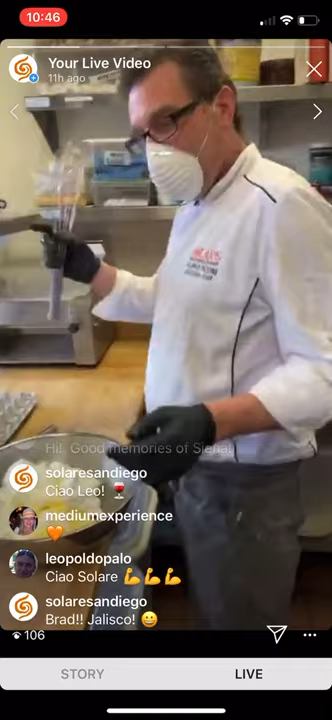 10:46
Your Live Video
11h ago
Hi! Good memories of Siena!
solaresandiego
Ciao Leo! 🍷
mediumexperience
🧡
leopoldopalo
Ciao Solare 💪💪💪
solaresandiego
Brad!! Jalisco! 😀
106
STORY
LIVE